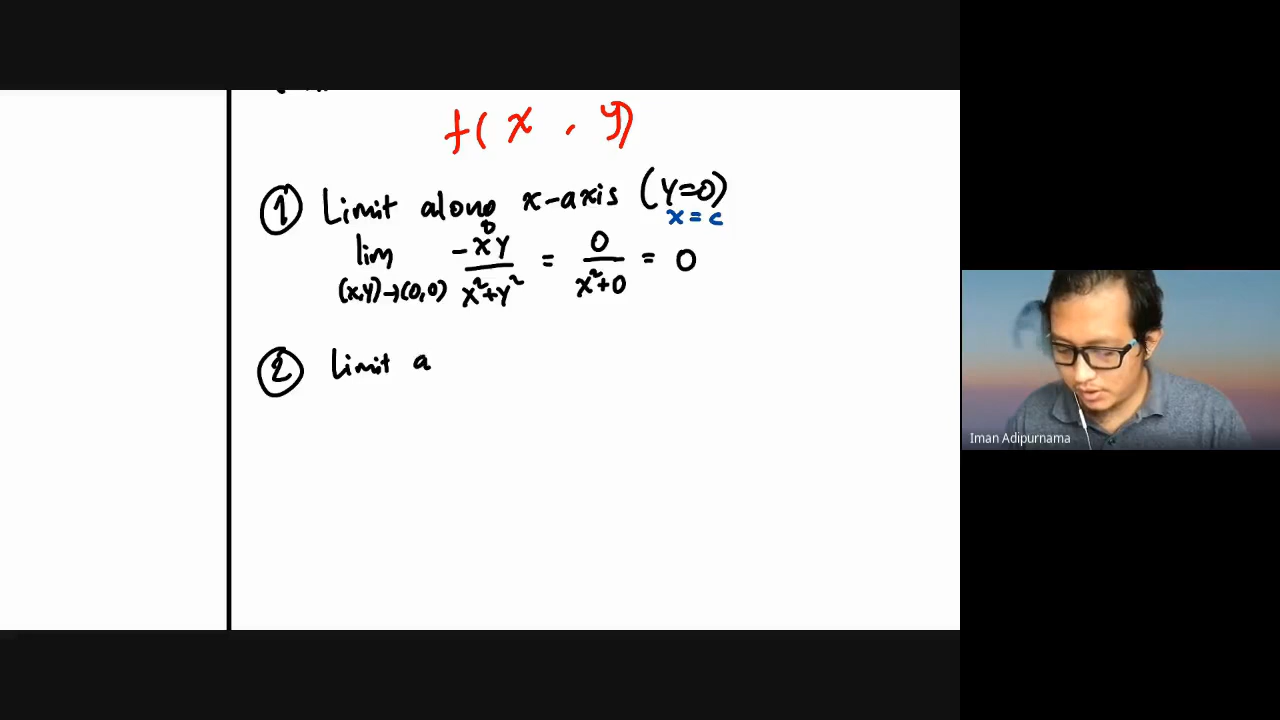 f(x, y)
① Limit along x-axis (y=0)
x=c
lim (x,y)→(0,0) -xy/x²+y² = 0/x²+0 = 0
② Limit a
Iman Adipurnama